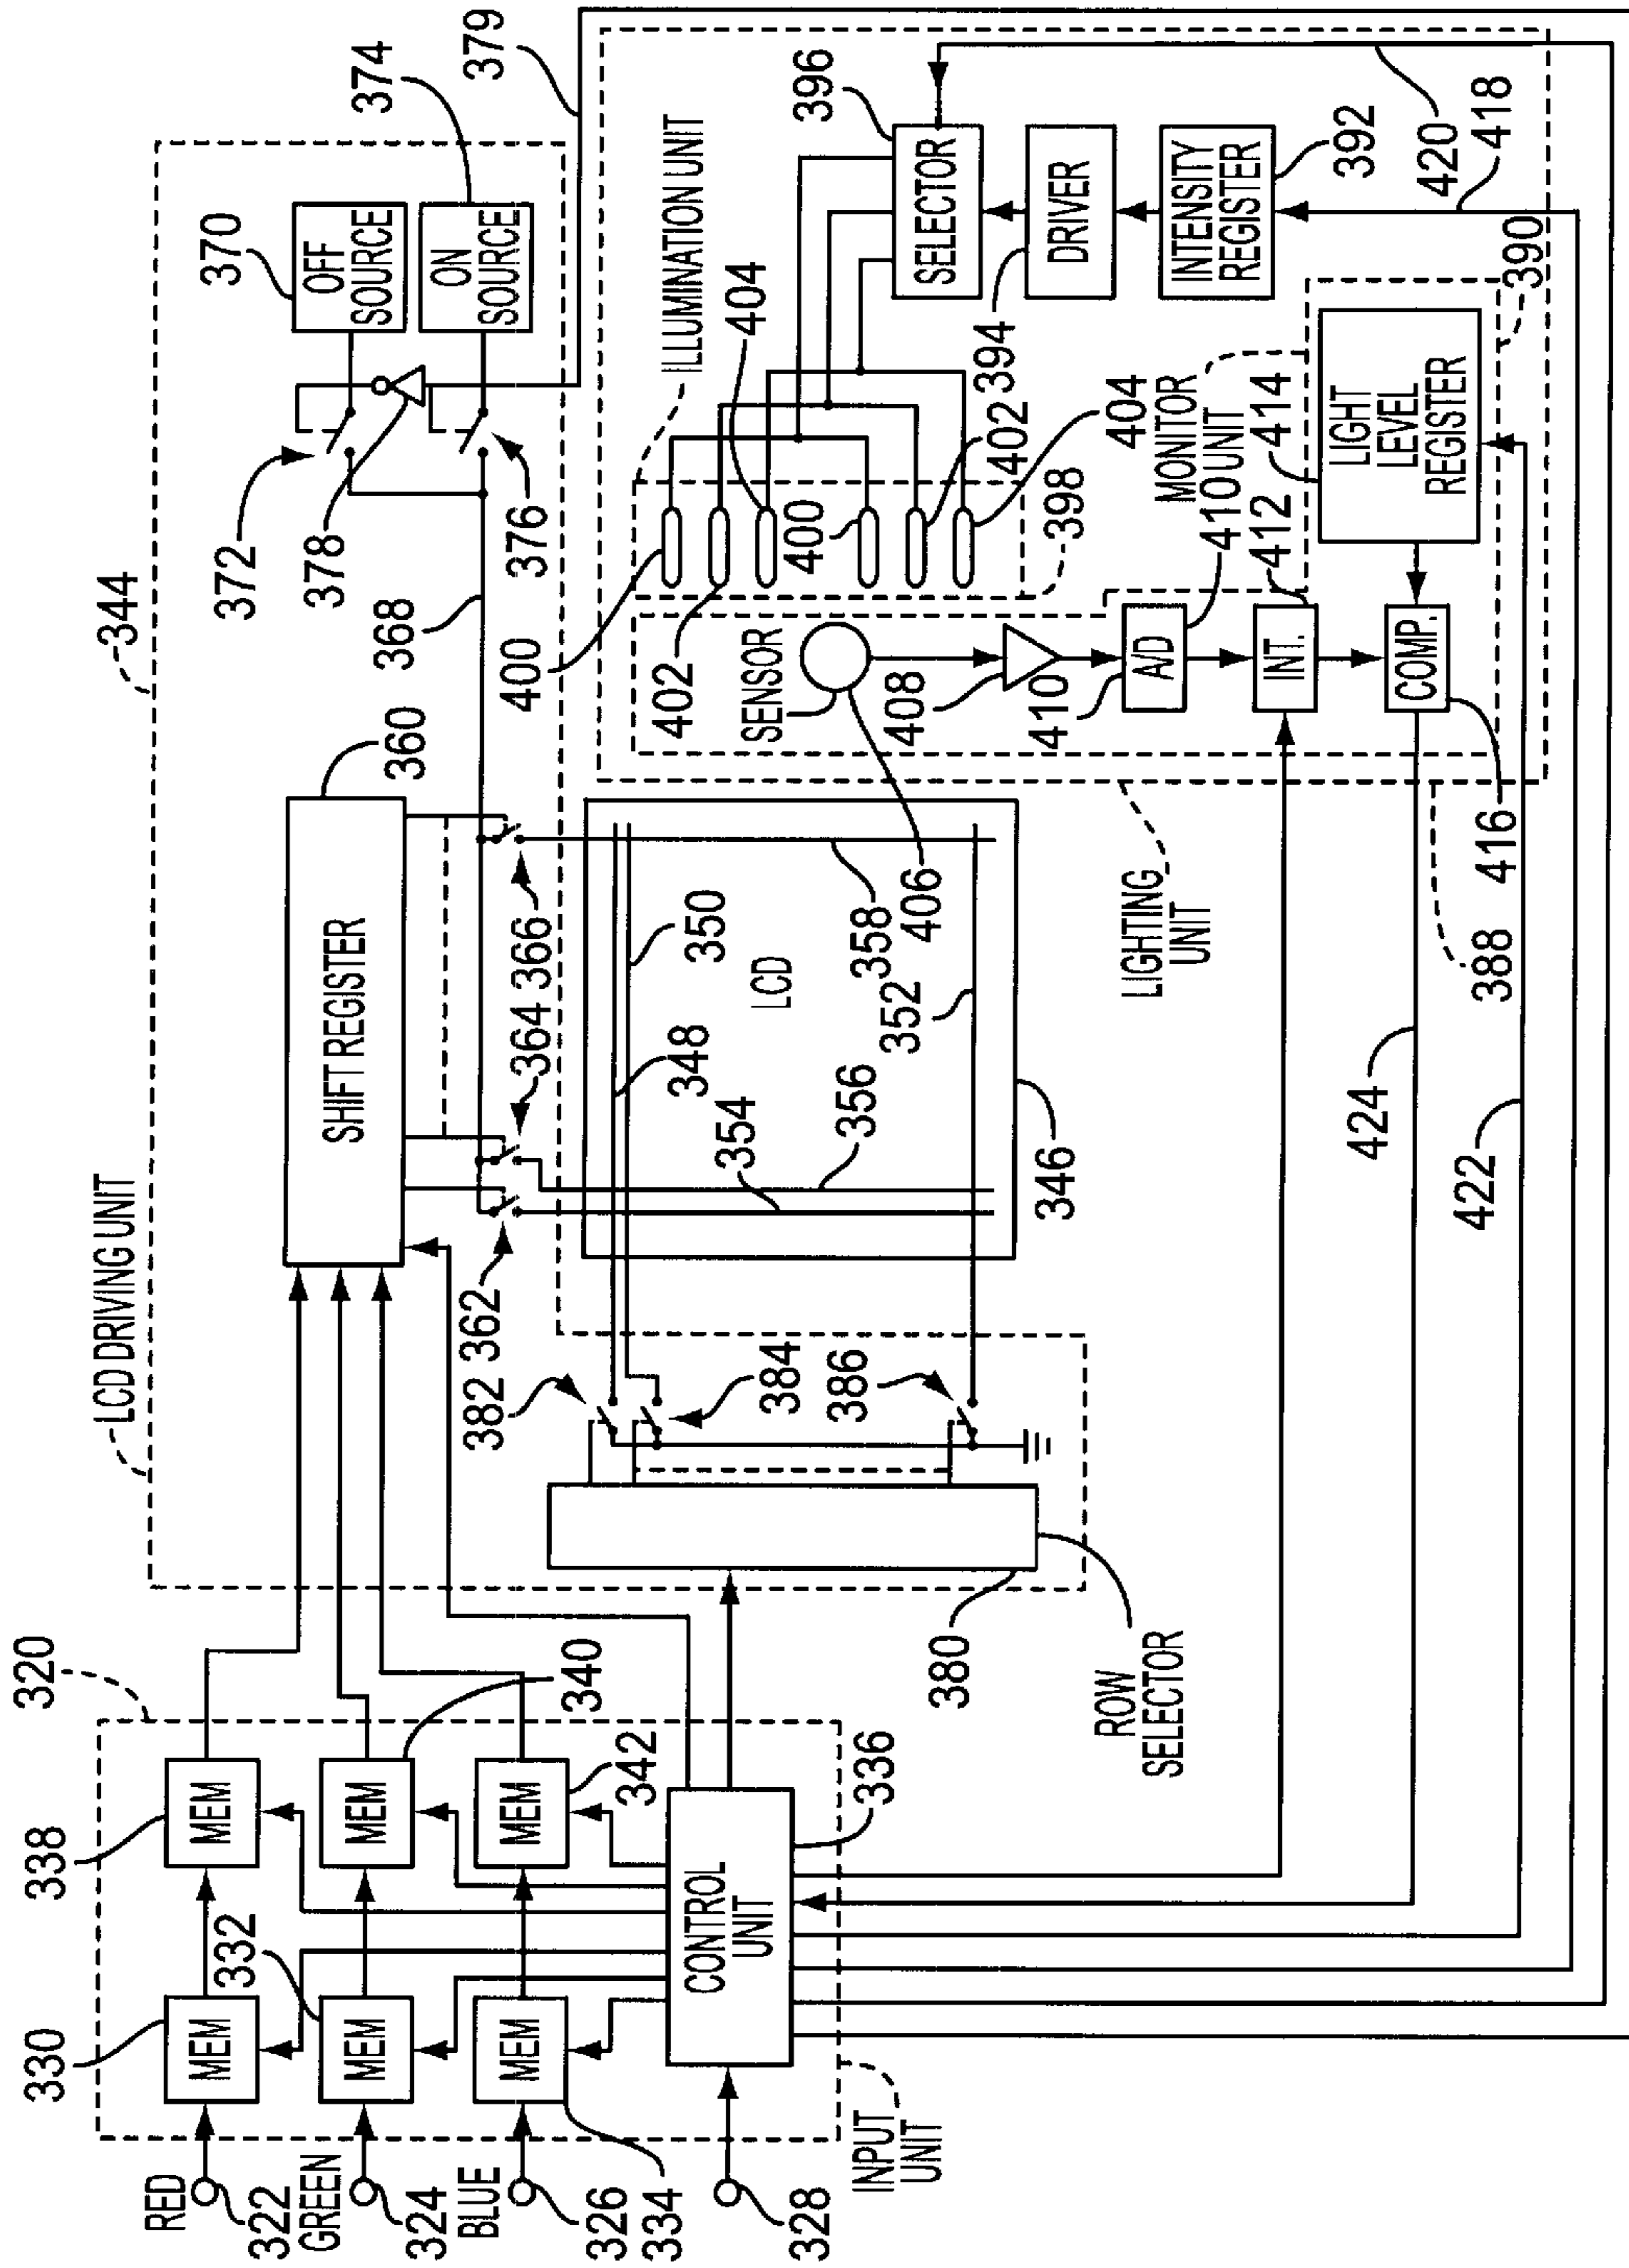 LCD DRIVING UNIT
344
320
338
330
332
340
342
334
336
RED
322
GREEN
324
BLUE
326
328
MEM
MEM
MEM
MEM
MEM
MEM
CONTROL
UNIT
INPUT
UNIT
SHIFT REGISTER
360
362
364
366
368
372
378
376
370
OFF
SOURCE
ON
SOURCE
374
379
382
384
386
380
ROW
SELECTOR
348
350
LCD
354
356
358
352
346
406
ILLUMINATION UNIT
400
402
404
400
402
404
398
396
SELECTOR
394
DRIVER
INTENSITY
REGISTER
392
420
418
390
SENSOR
408
410
A/D
INT.
412
COMP.
416
MONITOR
UNIT
410
414
LIGHT
LEVEL
REGISTER
LIGHTING
UNIT
388
424
422